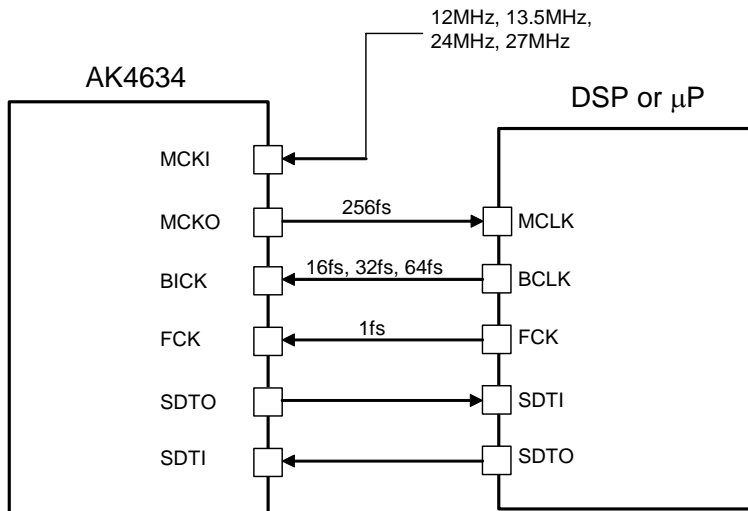 12MHz, 13.5MHz,
24MHz, 27MHz
AK4634
DSP or μP
MCKI
MCKO
256fs
MCLK
BICK
16fs, 32fs, 64fs
BCLK
FCK
1fs
FCK
SDTO
SDTI
SDTI
SDTO